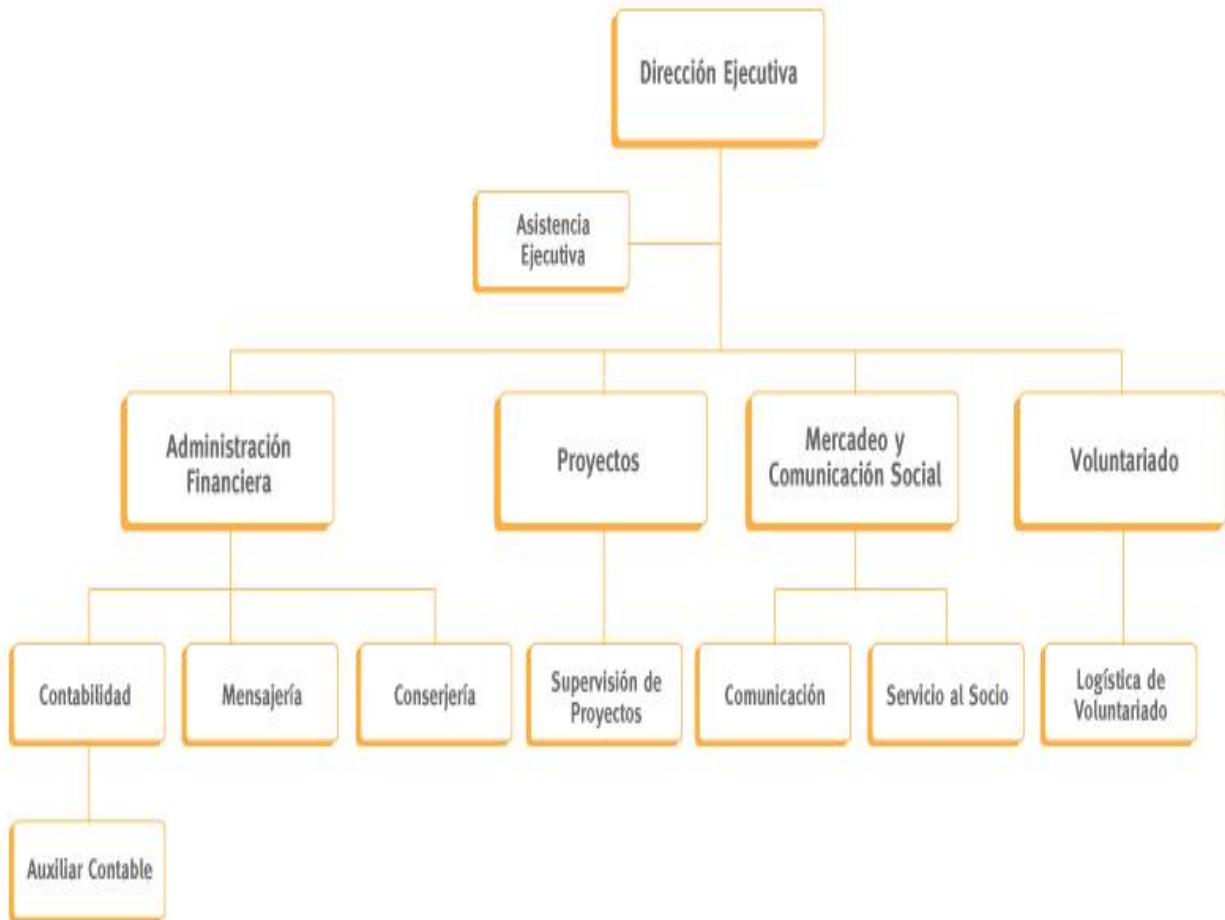 Dirección Ejecutiva
Asistencia
Ejecutiva
Administración
Financiera
Proyectos
Mercadeo y
Comunicación Social
Voluntariado
Contabilidad
Mensajería
Conserjería
Supervisión de
Proyectos
Comunicación
Servicio al Socio
Logística de
Voluntariado
Auxiliar Contable